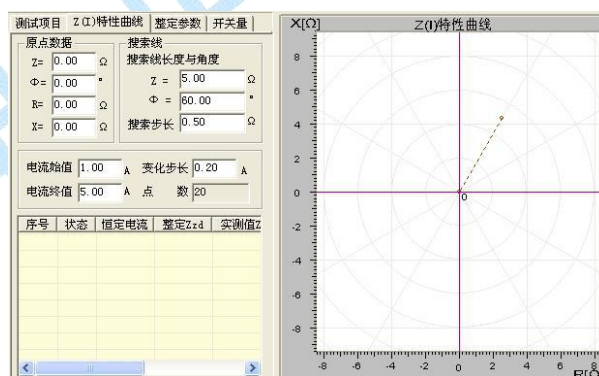 测试项目 Z(I)特性曲线 整定参数 开关量
原点数据
Z= 0.00 Ω
Φ= 0.00 °
R= 0.00 Ω
X= 0.00 Ω
搜索线
搜索线长度与角度
Z = 5.00 Ω
Φ = 60.00 °
搜索步长 0.50 Ω
电流始值 1.00 A 变化步长 0.20 A
电流终值 5.00 A 点 数 20
序号 状态 恒定电流 整定Zzd 实测值Z
X[Ω] Z(I)特性曲线
8
6
4
2
0
-2
-4
-6
-8
0
-8 -6 -4 -2 0 2 4 6 8
R[Ω